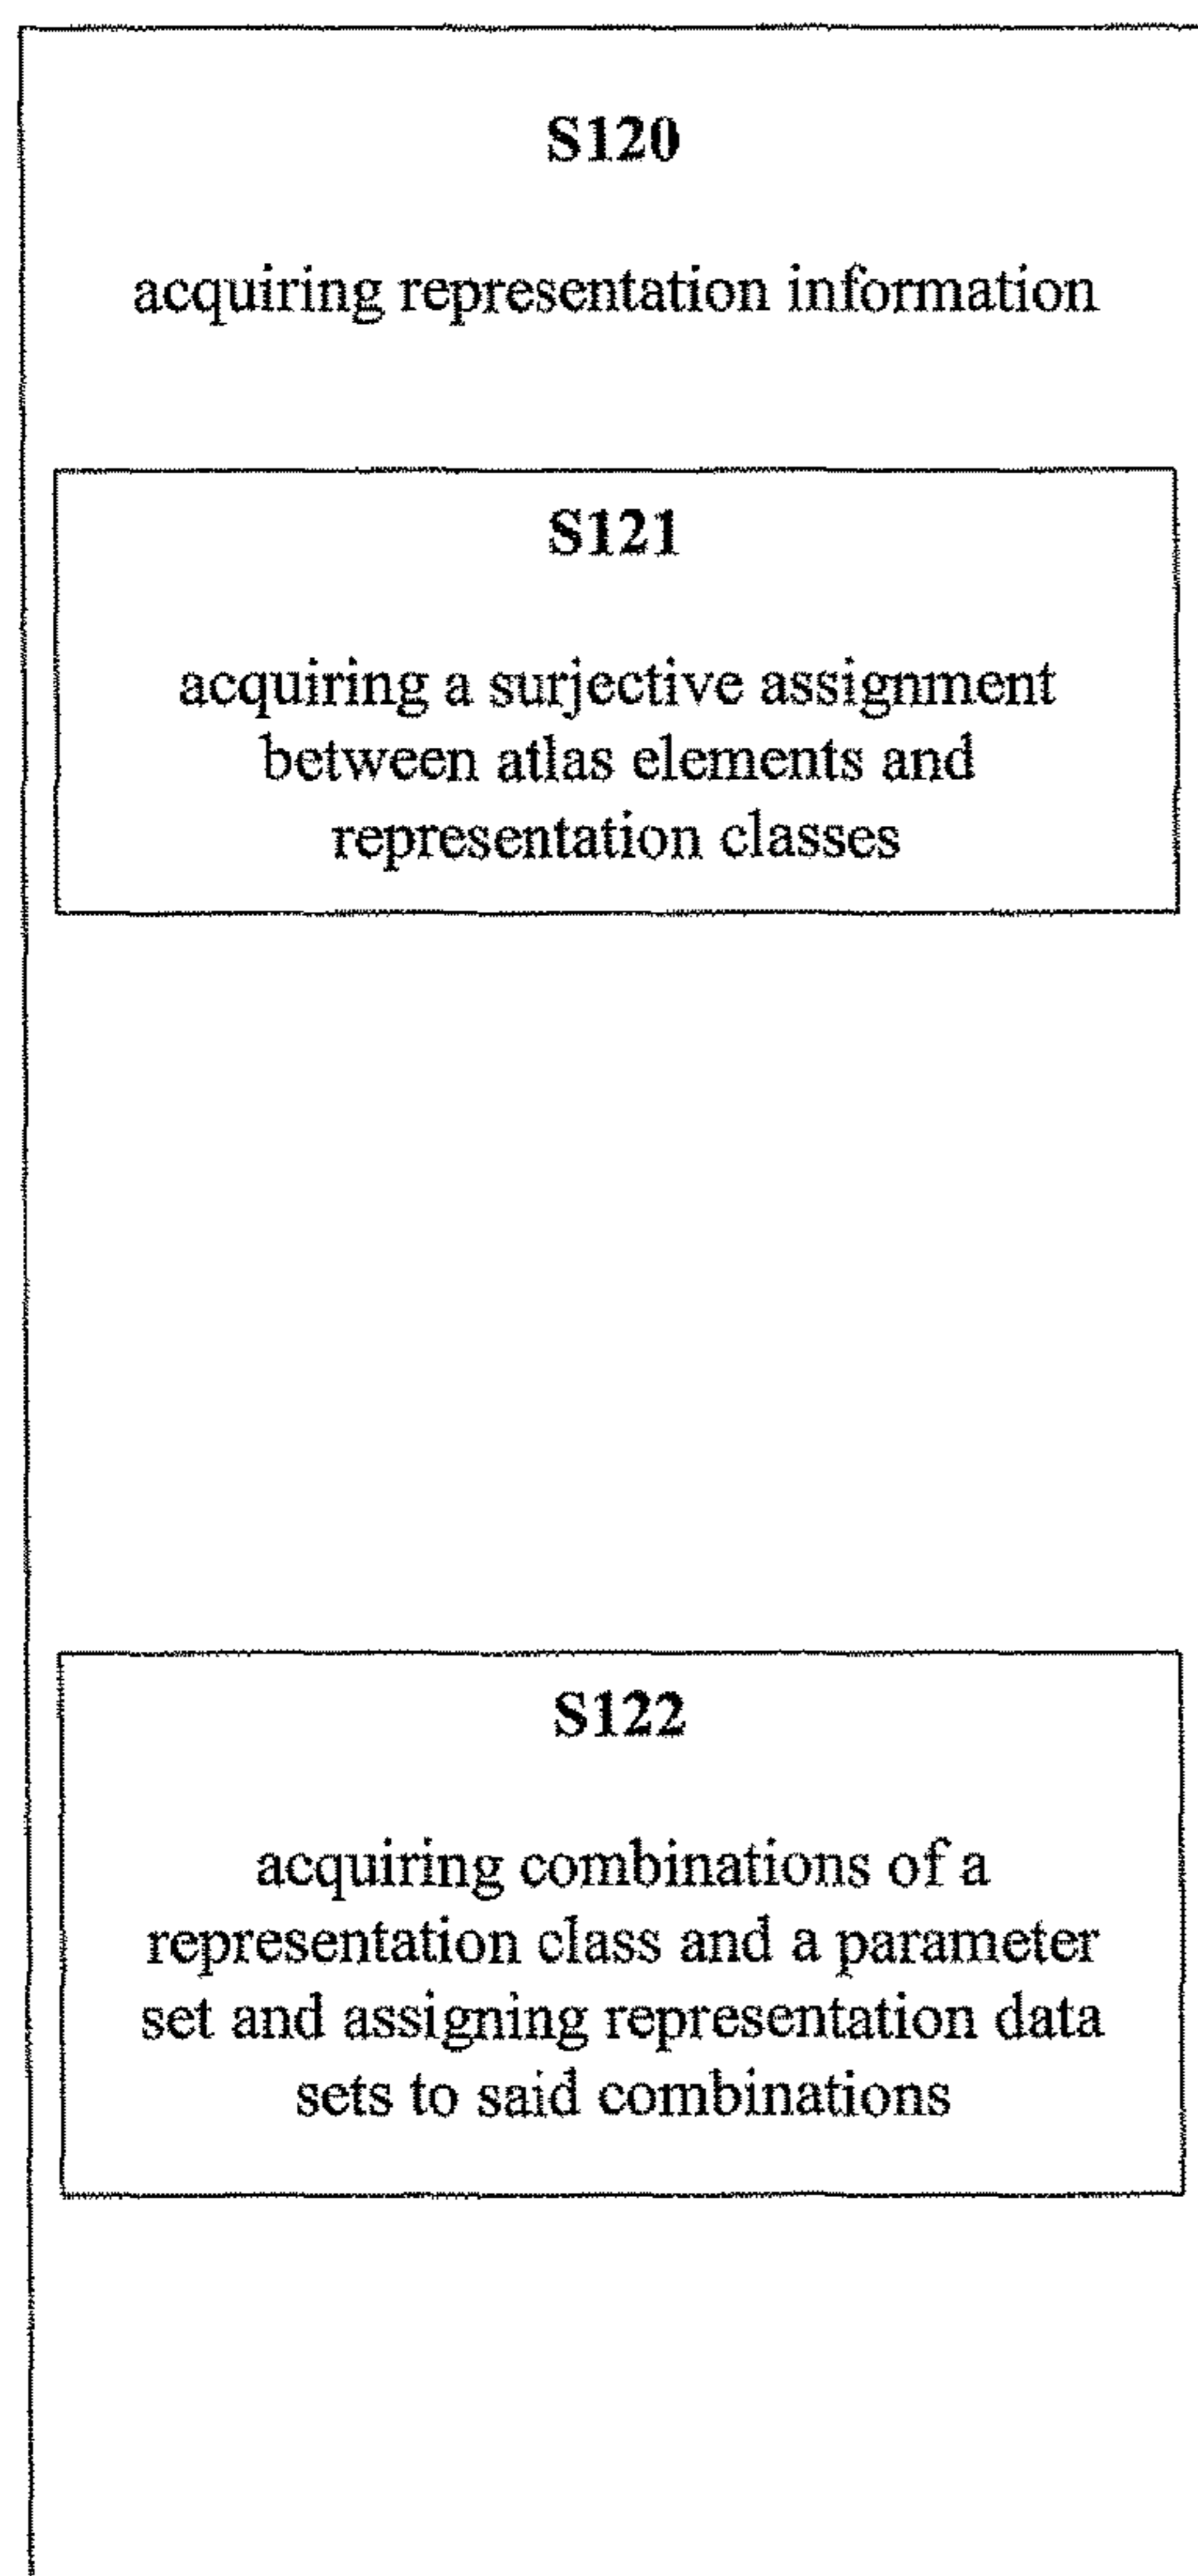 S120
acquiring representation information
S121
acquiring a surjective assignment
between atlas elements and
representation classes
S122
acquiring combinations of a
representation class and a parameter
set and assigning representation data
sets to said combinations